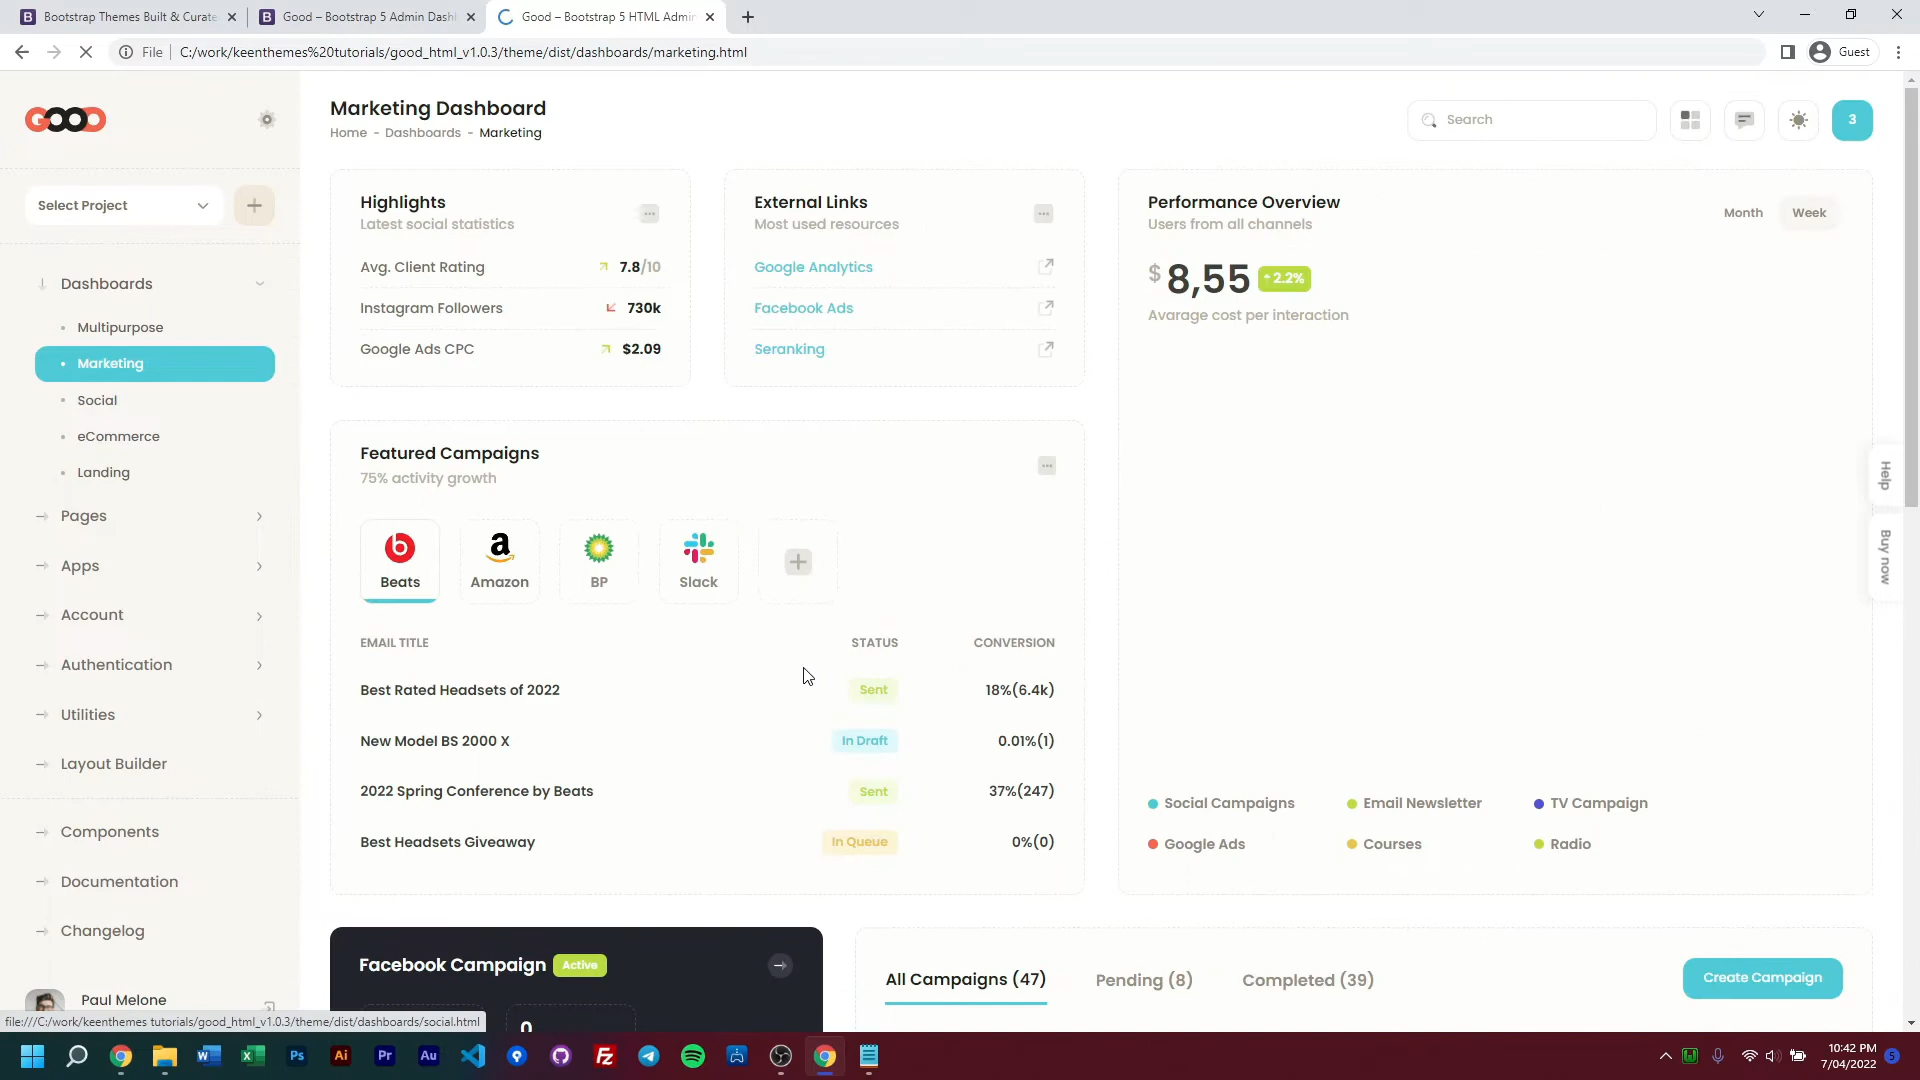 Bootstrap Themes Built & Curate
Good – Bootstrap 5 Admin Dash
Good – Bootstrap 5 HTML Admin
File
C:/work/keenthemes%20tutorials/good_html_v1.0.3/theme/dist/dashboards/marketing.html
Guest
GOOD
Marketing Dashboard
Home - Dashboards - Marketing
Search
3
Select Project
Dashboards
Multipurpose
Marketing
Social
eCommerce
Landing
Pages
Apps
Account
Authentication
Utilities
Layout Builder
Components
Documentation
Changelog
Paul Melone
Highlights
Latest social statistics
Avg. Client Rating 7.8/10
Instagram Followers 730k
Google Ads CPC $2.09
External Links
Most used resources
Google Analytics
Facebook Ads
Seranking
Performance Overview
Users from all channels
Month Week
$8,55 2.2%
Avarage cost per interaction
Social Campaigns Email Newsletter TV Campaign
Google Ads Courses Radio
Featured Campaigns
75% activity growth
Beats Amazon BP Slack
EMAIL TITLE STATUS CONVERSION
Best Rated Headsets of 2022 Sent 18%(6.4k)
New Model BS 2000 X In Draft 0.01%(1)
2022 Spring Conference by Beats Sent 37%(247)
Best Headsets Giveaway In Queue 0%(0)
Help
Buy now
Facebook Campaign Active
0
All Campaigns (47) Pending (8) Completed (39) Create Campaign
file:///C:/work/keenthemes tutorials/good_html_v1.0.3/theme/dist/dashboards/social.html
Ps
Ai
Pr
Au
10:42 PM
7/04/2022
5